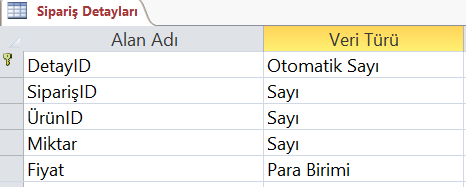 Sipariş Detayları
Alan Adı Veri Türü
DetayID Otomatik Sayı
SiparişID Sayı
ÜrünID Sayı
Miktar Sayı
Fiyat Para Birimi